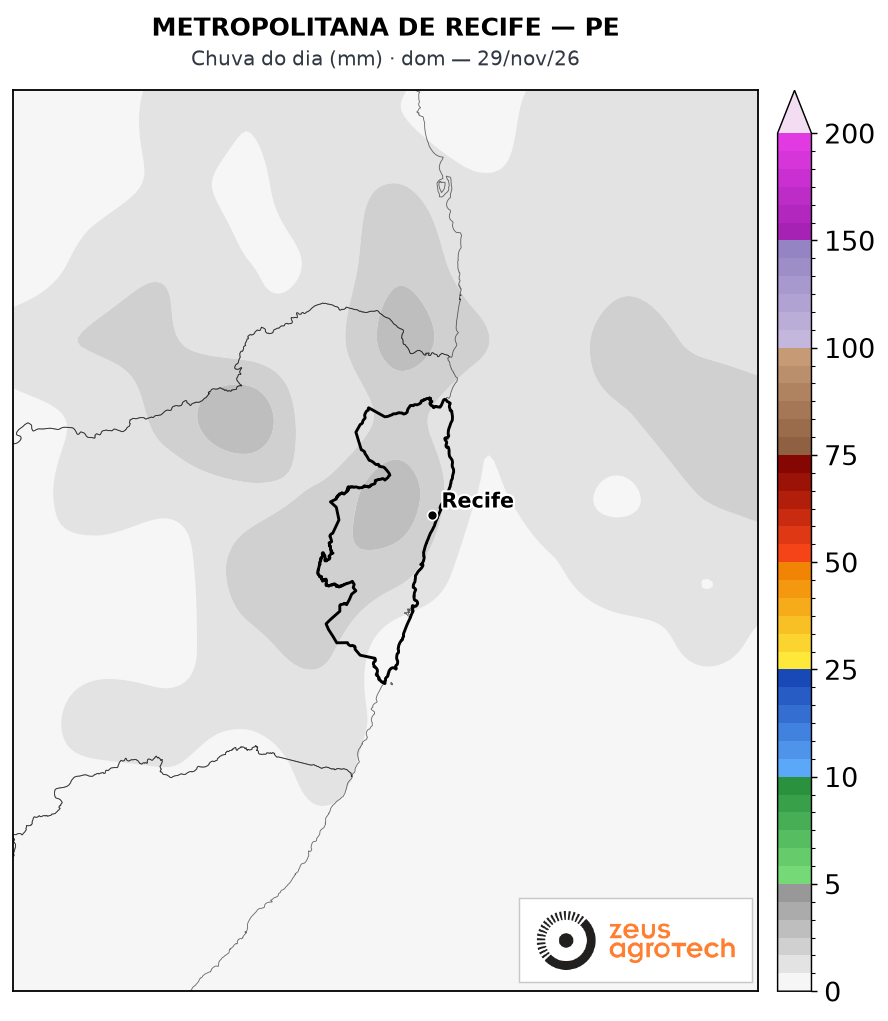 METROPOLITANA DE RECIFE — PE
Chuva do dia (mm) · dom — 29/nov/26
200
150
100
75
50
25
10
5
0
Recife
zeus
agrotech